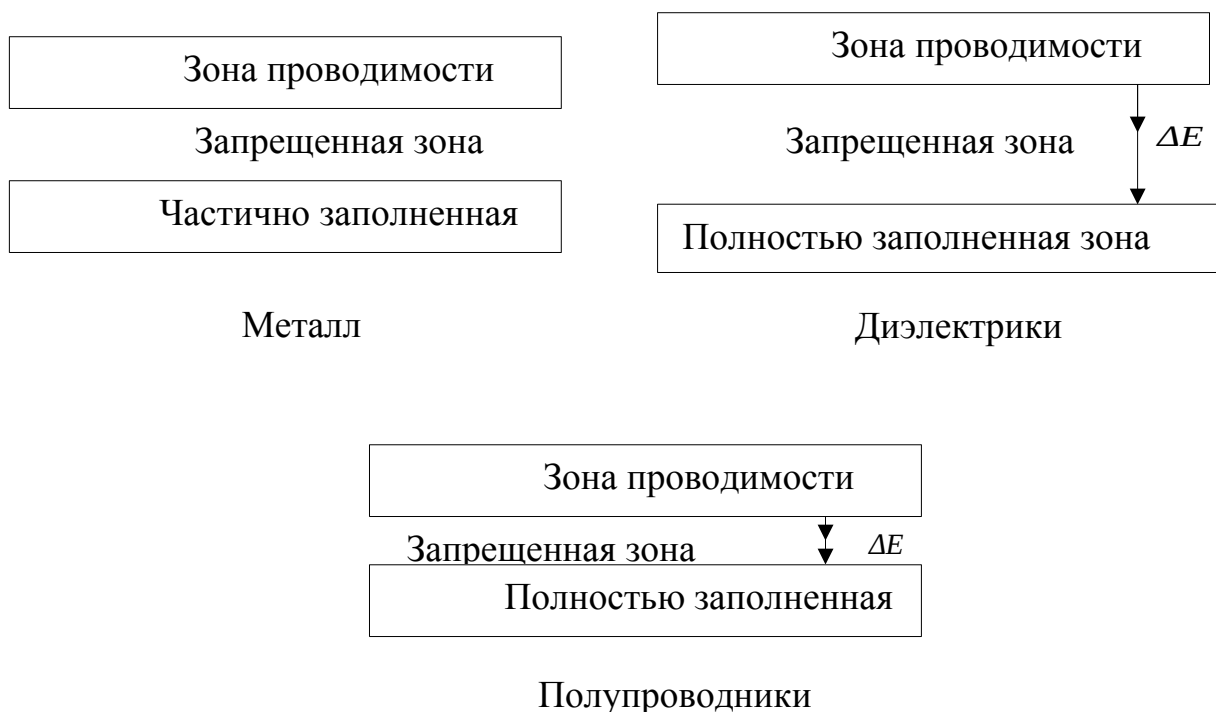 Зона проводимости
Запрещенная зона
Частично заполненная
Металл
Зона проводимости
Запрещенная зона ΔE
Полностью заполненная зона
Диэлектрики
Зона проводимости
Запрещенная зона ΔE
Полностью заполненная
Полупроводники